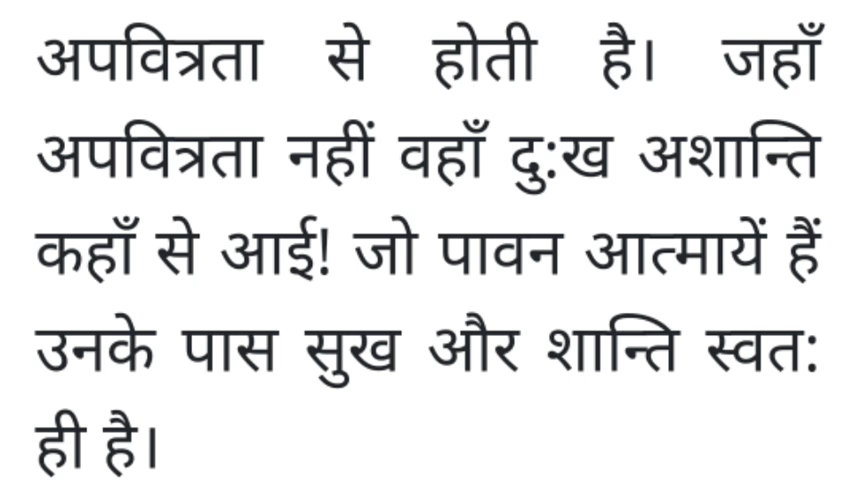 अपवित्रता से होती है। जहाँ
अपवित्रता नहीं वहाँ दु:ख अशान्ति
कहाँ से आई! जो पावन आत्मायें हैं
उनके पास सुख और शान्ति स्वत:
ही है।